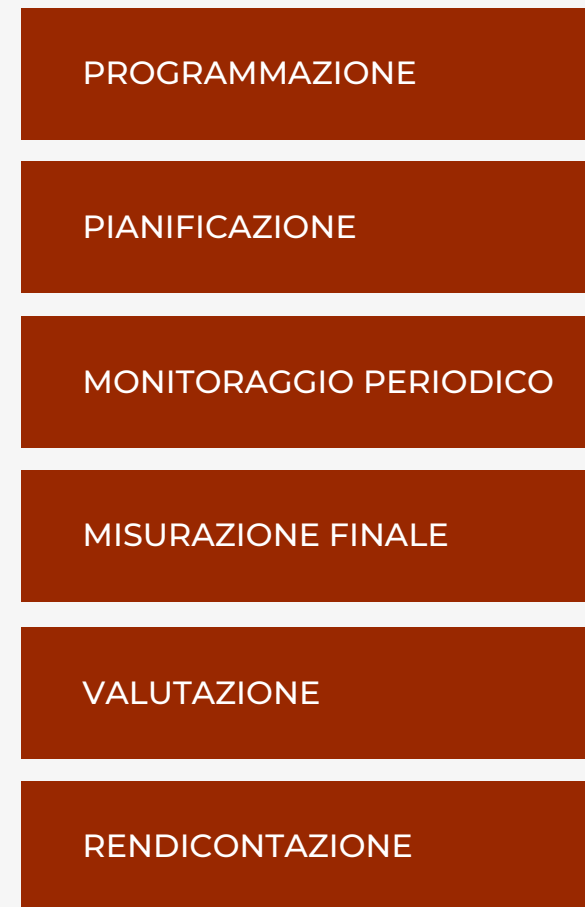 PROGRAMMAZIONE
PIANIFICAZIONE
MONITORAGGIO PERIODICO
MISURAZIONE FINALE
VALUTAZIONE
RENDICONTAZIONE